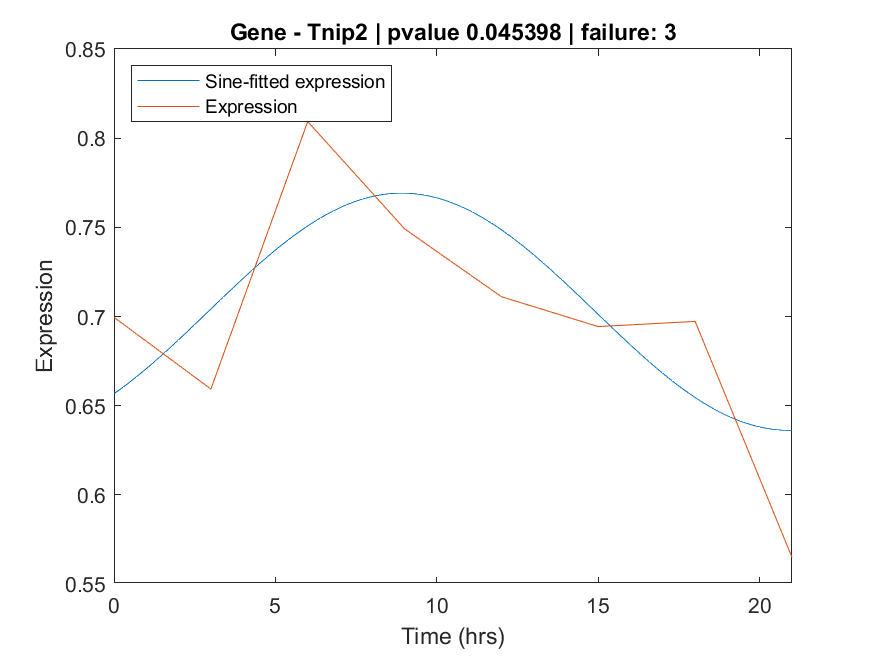 Gene - Tnip2 | pvalue 0.045398 | failure: 3
Sine-fitted expression
Expression
0.85
0.8
0.75
0.7
0.65
0.6
0.55
Expression
0
5
10
15
20
Time (hrs)